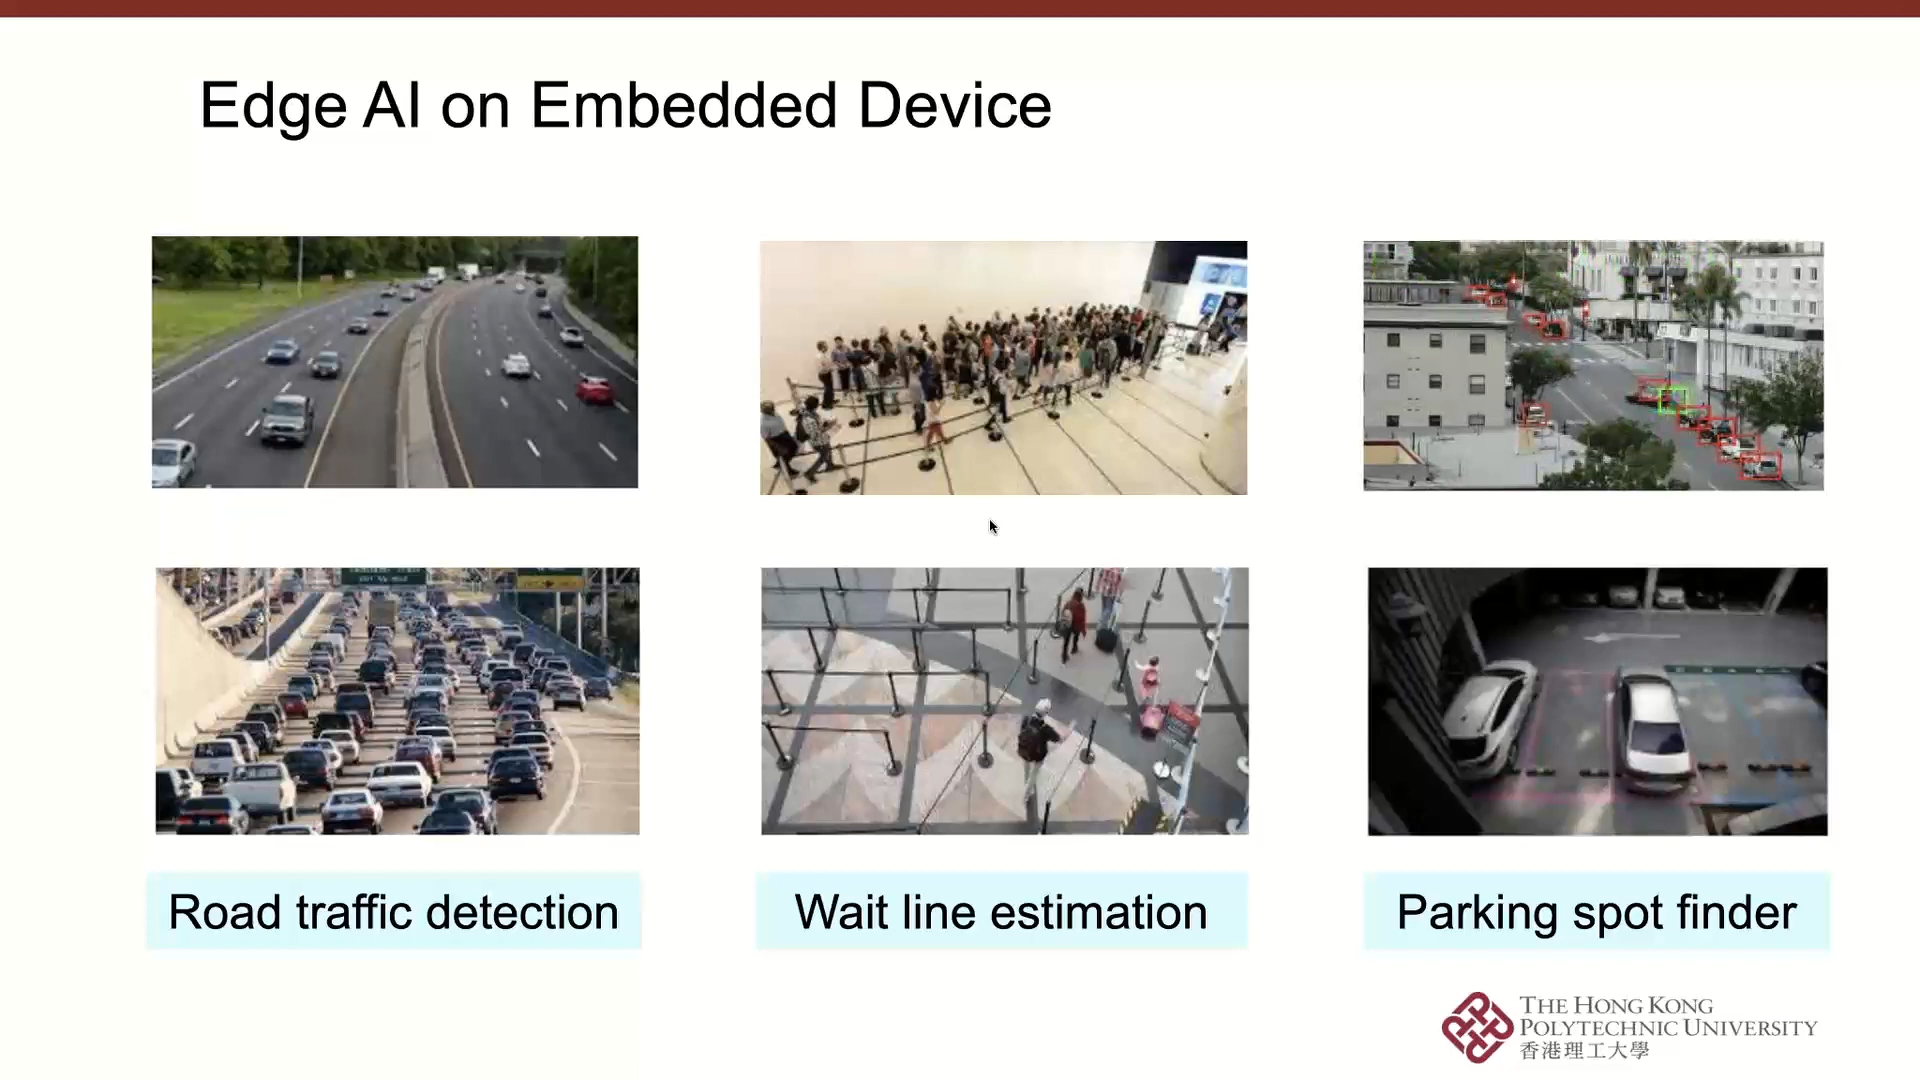 Edge AI on Embedded Device
Road traffic detection
Wait line estimation
Parking spot finder
THE HONG KONG
POLYTECHNIC UNIVERSITY
香港理工大學